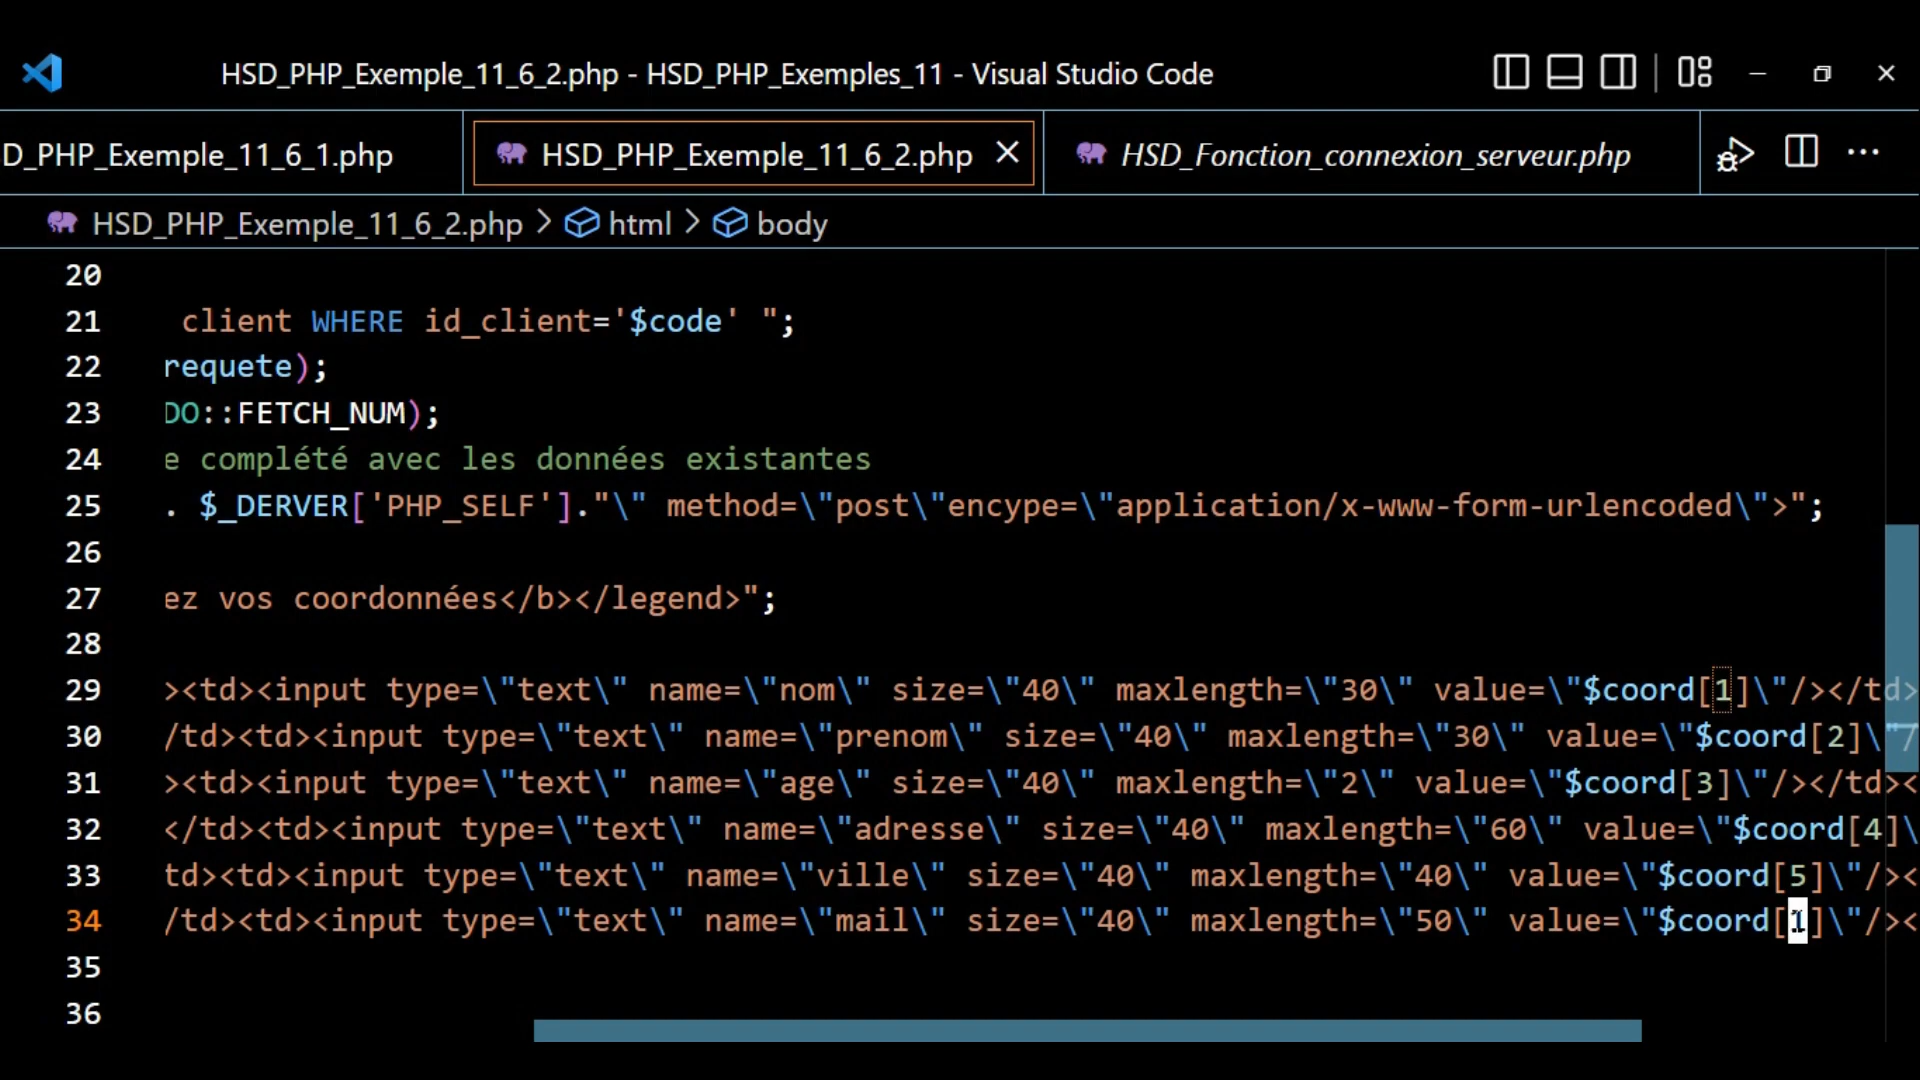 HSD_PHP_Exemple_11_6_2.php - HSD_PHP_Exemples_11 - Visual Studio Code
D_PHP_Exemple_11_6_1.php
HSD_PHP_Exemple_11_6_2.php
HSD_Fonction_connexion_serveur.php
HSD_PHP_Exemple_11_6_2.php > html > body
20
21 client WHERE id_client='$code' ";
22 requete);
23 DO::FETCH_NUM);
24 e complété avec les données existantes
25 . $_DERVER['PHP_SELF']."\" method=\"post\"encype=\"application/x-www-form-urlencoded\">";
26
27 ez vos coordonnées</b></legend>";
28
29 ><td><input type=\"text\" name=\"nom\" size=\"40\" maxlength=\"30\" value=\"$coord[1]\"/></td>
30 /td><td><input type=\"text\" name=\"prenom\" size=\"40\" maxlength=\"30\" value=\"$coord[2]\"/
31 ><td><input type=\"text\" name=\"age\" size=\"40\" maxlength=\"2\" value=\"$coord[3]\"/></td><
32 </td><td><input type=\"text\" name=\"adresse\" size=\"40\" maxlength=\"60\" value=\"$coord[4]\
33 td><td><input type=\"text\" name=\"ville\" size=\"40\" maxlength=\"40\" value=\"$coord[5]\"/><
34 /td><td><input type=\"text\" name=\"mail\" size=\"40\" maxlength=\"50\" value=\"$coord[1]\"/><
35
36